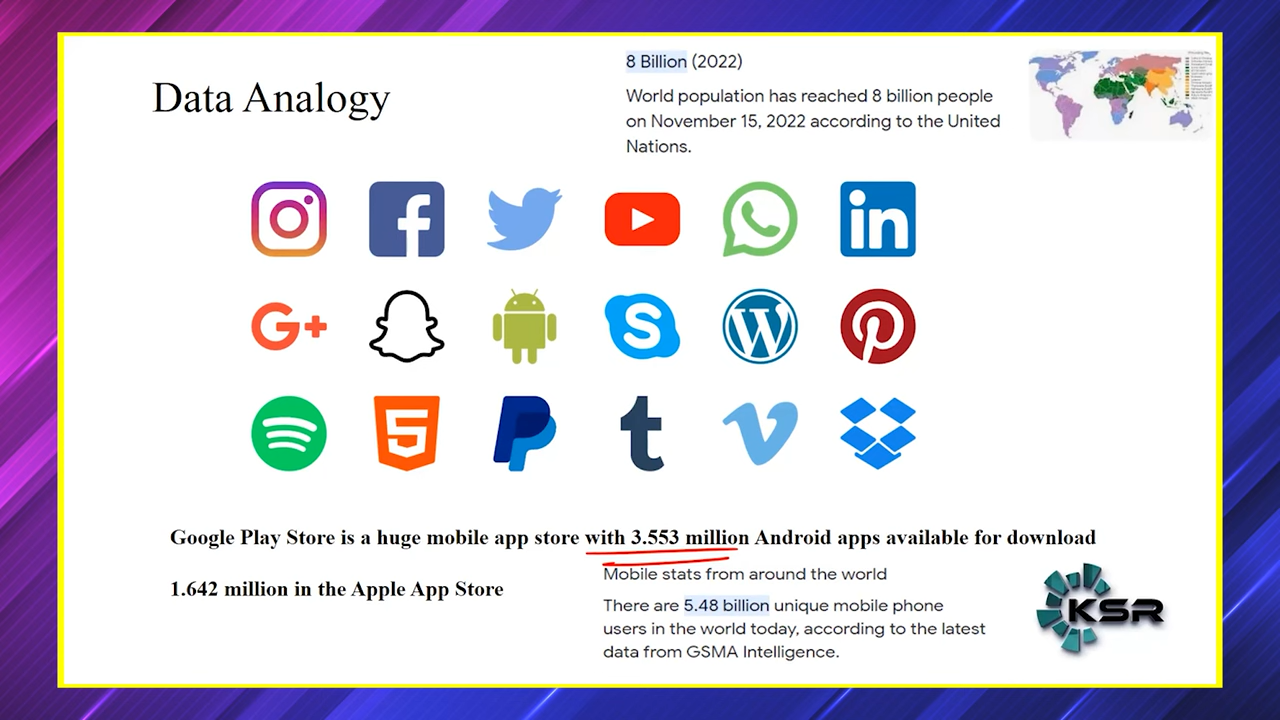 8 Billion (2022)
Data Analogy
World population has reached 8 billion people
on November 15, 2022 according to the United
Nations.
f
in
G+
S
W
P
5
P
t
v
Google Play Store is a huge mobile app store with 3.553 million Android apps available for download
Mobile stats from around the world
1.642 million in the Apple App Store
There are 5.48 billion unique mobile phone
users in the world today, according to the latest
data from GSMA Intelligence.
KSR